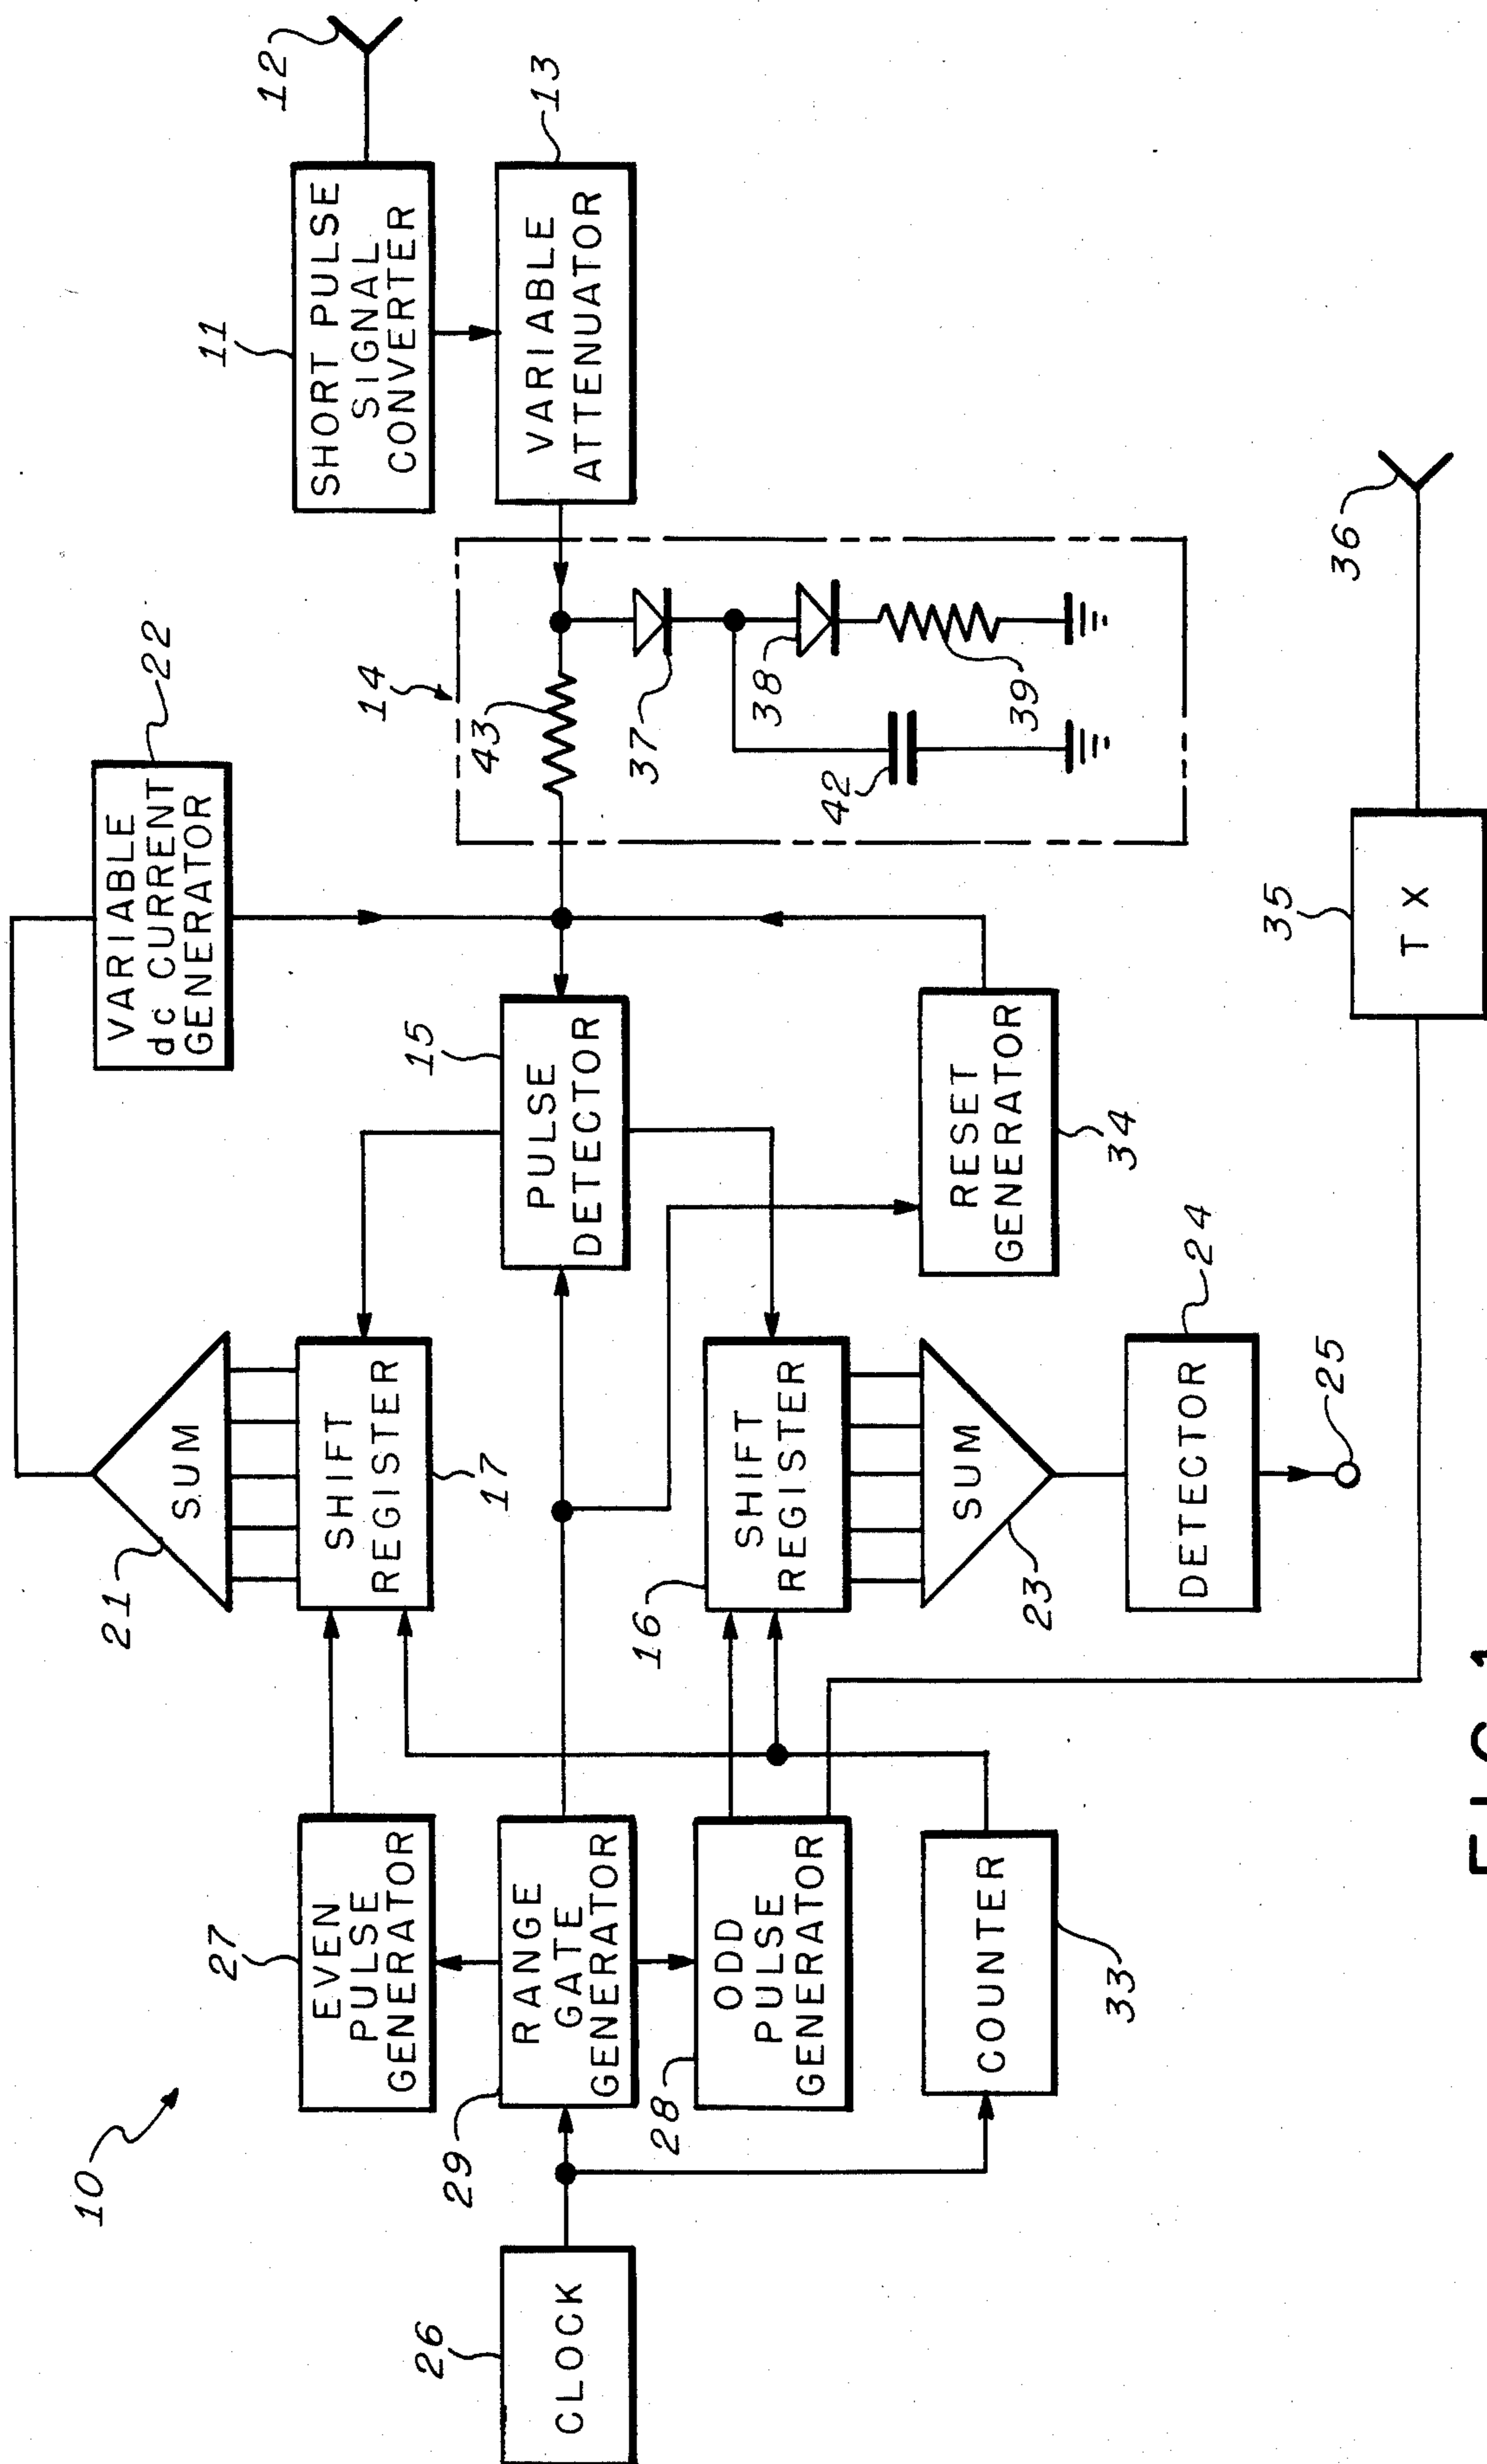 10
12
11
SHORT PULSE
SIGNAL
CONVERTER
13
VARIABLE
ATTENUATOR
14
43
37
38
39
42
22
VARIABLE
dc CURRENT
GENERATOR
15
PULSE
DETECTOR
34
RESET
GENERATOR
36
35
TX
21
SUM
17
SHIFT
REGISTER
16
SHIFT
REGISTER
23
SUM
24
DETECTOR
25
27
EVEN
PULSE
GENERATOR
29
RANGE
GATE
GENERATOR
28
ODD
PULSE
GENERATOR
33
COUNTER
26
CLOCK